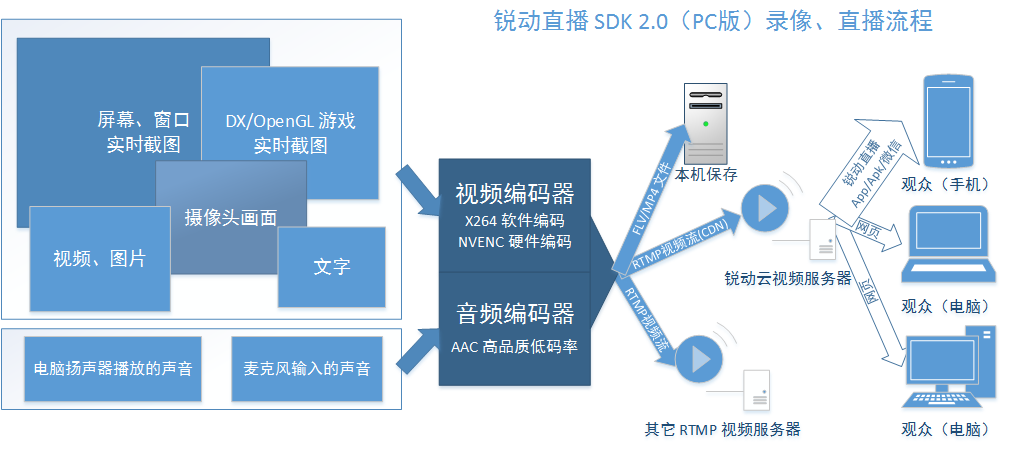 锐动直播 SDK 2.0（PC版）录像、直播流程
屏幕、窗口
实时截图
DX/OpenGL 游戏
实时截图
摄像头画面
视频、图片
文字
电脑扬声器播放的声音
麦克风输入的声音
视频编码器
X264 软件编码
NVENC 硬件编码
音频编码器
AAC 高品质低码率
FLV/MP4 文件
RTMP视频流(CDN)
RTMP视频流
本机保存
锐动云视频服务器
其它 RTMP 视频服务器
锐动直播
App/Apk/微信
网页
网页
观众（手机）
观众（电脑）
观众（电脑）